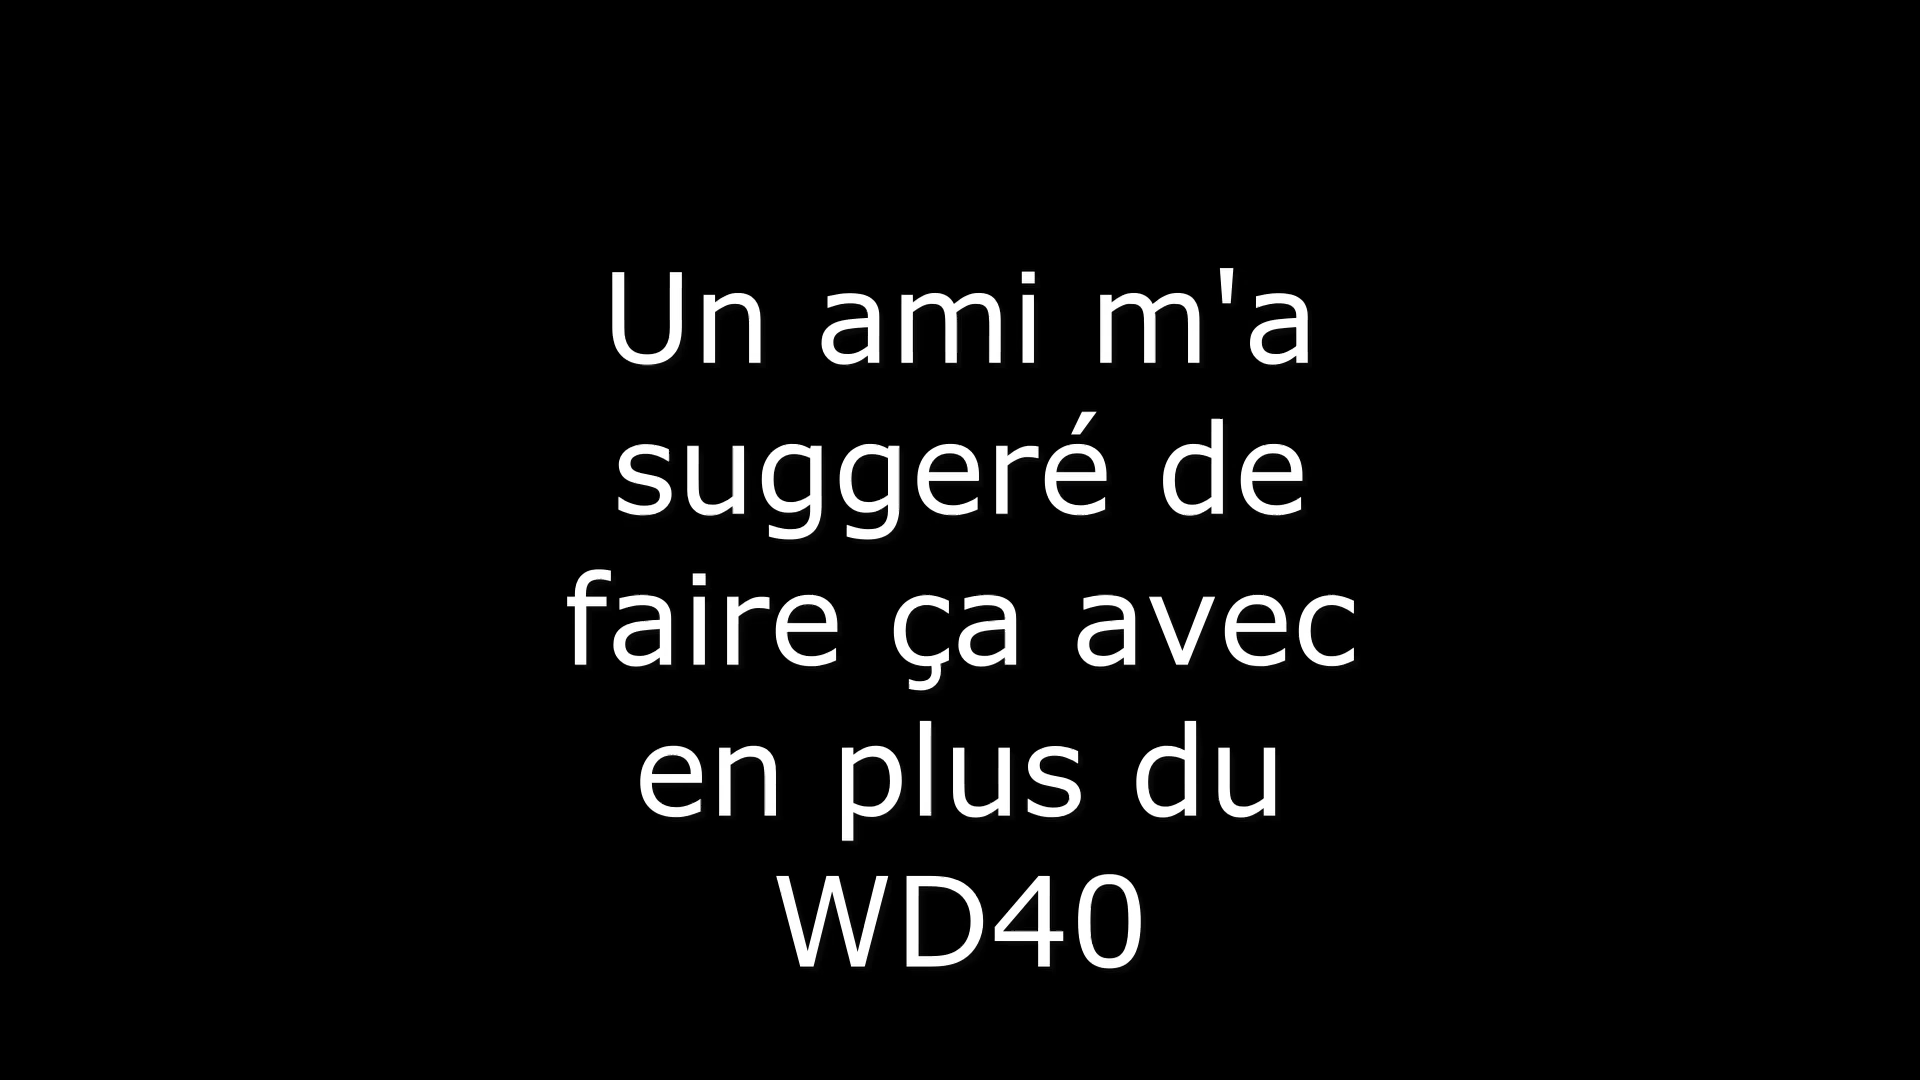 Un ami m'a
suggeré de
faire ça avec
en plus du
WD40